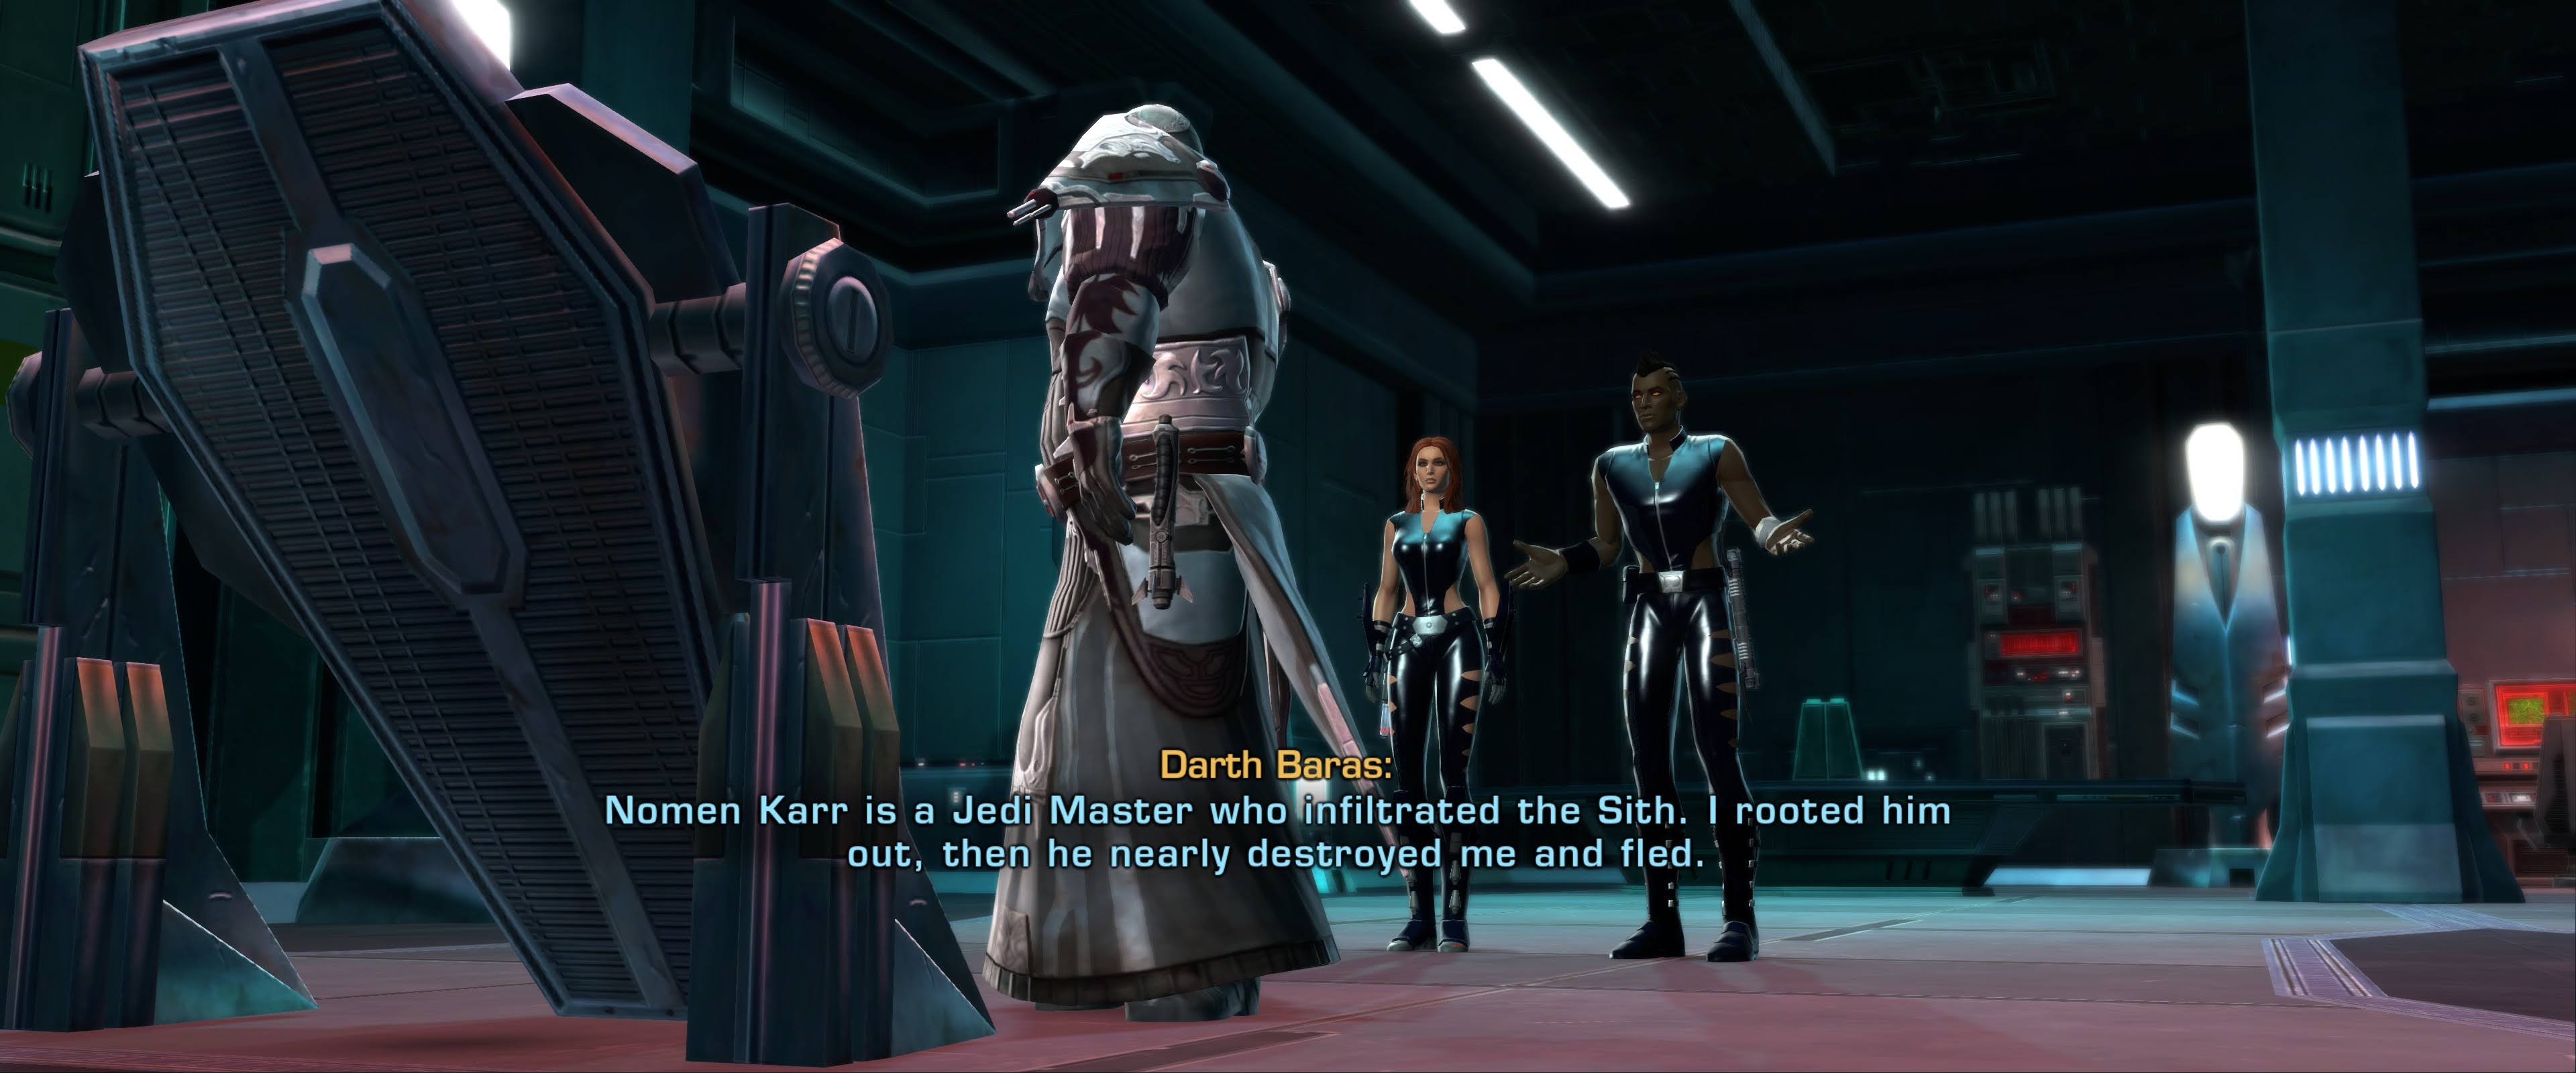 Darth Baras:
Nomen Karr is a Jedi Master who infiltrated the Sith. I rooted him
out, then he nearly destroyed me and fled.